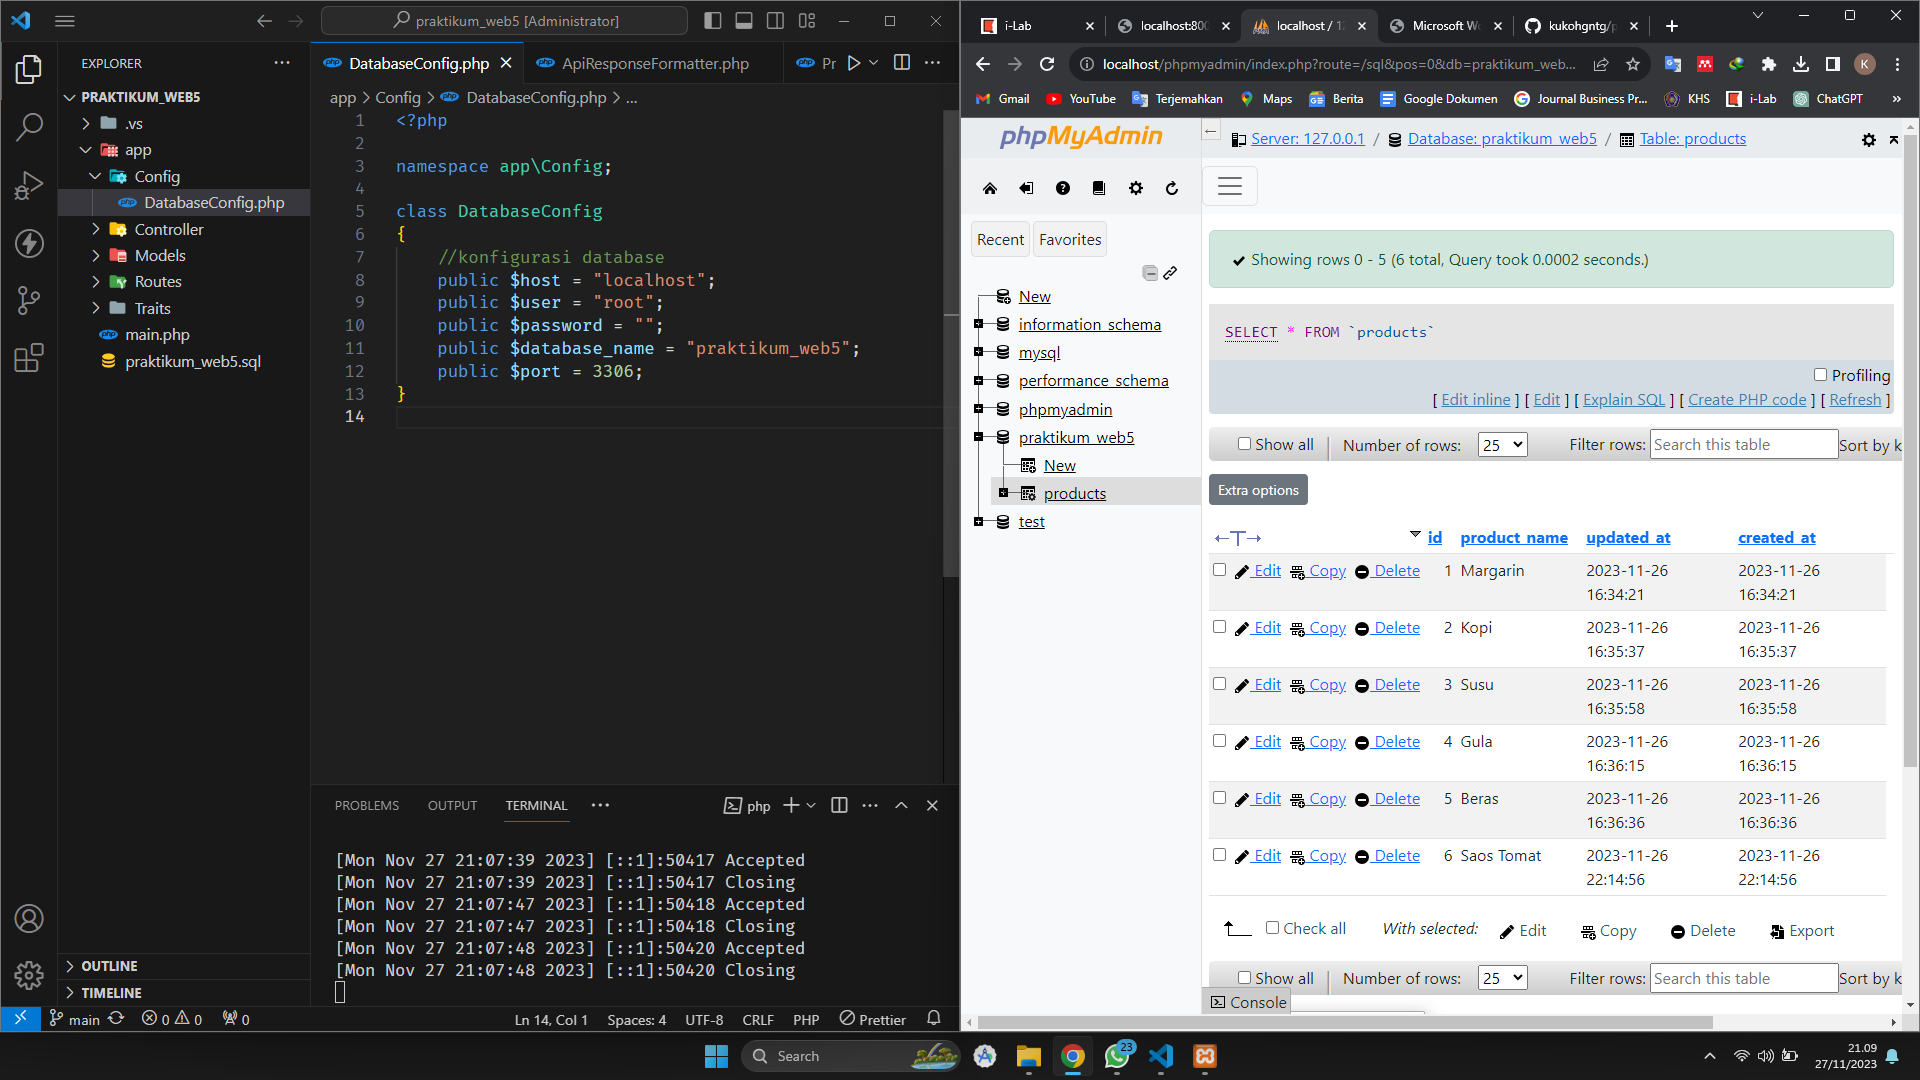 praktikum_web5 [Administrator]
EXPLORER
PRAKTIKUM_WEB5
.vs
app
Config
DatabaseConfig.php
Controller
Models
Routes
Traits
main.php
praktikum_web5.sql
OUTLINE
TIMELINE
DatabaseConfig.php
ApiResponseFormatter.php
Pr
app > Config > DatabaseConfig.php > ...
1 <?php
2
3 namespace app\Config;
4
5 class DatabaseConfig
6 {
7 //konfigurasi database
8 public $host = "localhost";
9 public $user = "root";
10 public $password = "";
11 public $database_name = "praktikum_web5";
12 public $port = 3306;
13 }
14
PROBLEMS OUTPUT TERMINAL
php
[Mon Nov 27 21:07:39 2023] [::1]:50417 Accepted
[Mon Nov 27 21:07:39 2023] [::1]:50417 Closing
[Mon Nov 27 21:07:47 2023] [::1]:50418 Accepted
[Mon Nov 27 21:07:47 2023] [::1]:50418 Closing
[Mon Nov 27 21:07:48 2023] [::1]:50420 Accepted
[Mon Nov 27 21:07:48 2023] [::1]:50420 Closing
main 0 0 0 Ln 14, Col 1 Spaces: 4 UTF-8 CRLF PHP Prettier
i-Lab localhost:800 localhost / 12 Microsoft Wo kukohgntg/p
localhost/phpmyadmin/index.php?route=/sql&pos=0&db=praktikum_web... K
Gmail YouTube Terjemahkan Maps Berita Google Dokumen Journal Business Pr... KHS i-Lab ChatGPT »
phpMyAdmin
Recent Favorites
New
information_schema
mysql
performance_schema
phpmyadmin
praktikum_web5
New
products
test
Server: 127.0.0.1 / Database: praktikum_web5 / Table: products
Showing rows 0 - 5 (6 total, Query took 0.0002 seconds.)
SELECT * FROM `products`
Profiling
[ Edit inline ] [ Edit ] [ Explain SQL ] [ Create PHP code ] [ Refresh ]
Show all Number of rows: 25 Filter rows: Search this table Sort by k
Extra options
id product_name updated_at created_at
Edit Copy Delete 1 Margarin 2023-11-26 16:34:21 2023-11-26 16:34:21
Edit Copy Delete 2 Kopi 2023-11-26 16:35:37 2023-11-26 16:35:37
Edit Copy Delete 3 Susu 2023-11-26 16:35:58 2023-11-26 16:35:58
Edit Copy Delete 4 Gula 2023-11-26 16:36:15 2023-11-26 16:36:15
Edit Copy Delete 5 Beras 2023-11-26 16:36:36 2023-11-26 16:36:36
Edit Copy Delete 6 Saos Tomat 2023-11-26 22:14:56 2023-11-26 22:14:56
Check all With selected: Edit Copy Delete Export
Show all Number of rows: 25 Filter rows: Search this table Sort by k
Console
Search
23
21.09
27/11/2023